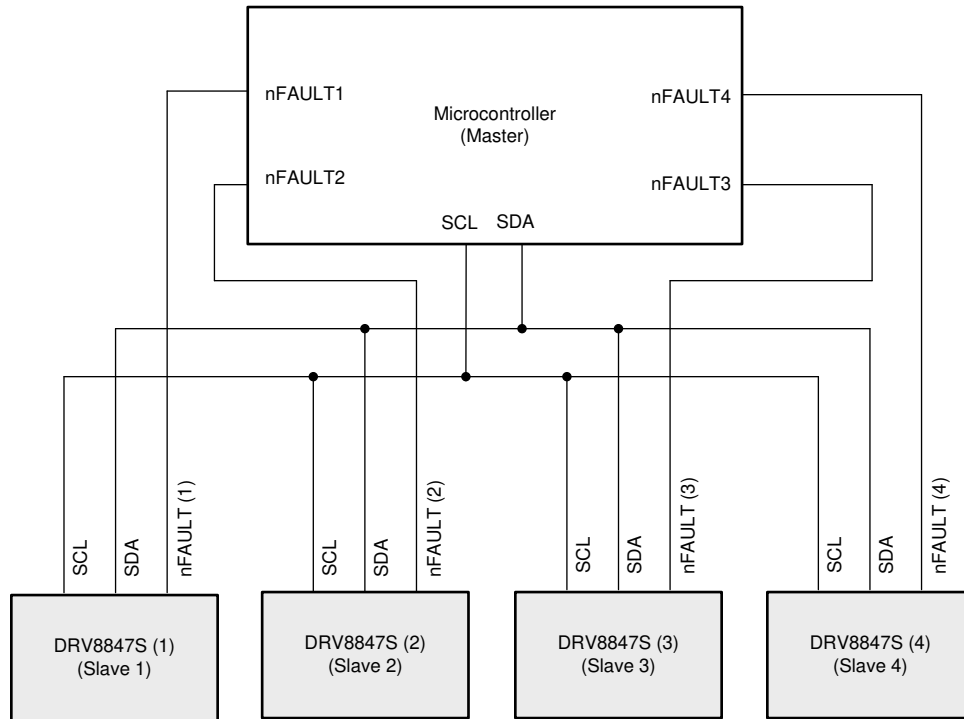 nFAULT1
nFAULT4
Microcontroller
(Master)
nFAULT2
nFAULT3
SCL
SDA
SCL
SDA
nFAULT (1)
SCL
SDA
nFAULT (2)
SCL
SDA
nFAULT (3)
SCL
SDA
nFAULT (4)
DRV8847S (1)
(Slave 1)
DRV8847S (2)
(Slave 2)
DRV8847S (3)
(Slave 3)
DRV8847S (4)
(Slave 4)